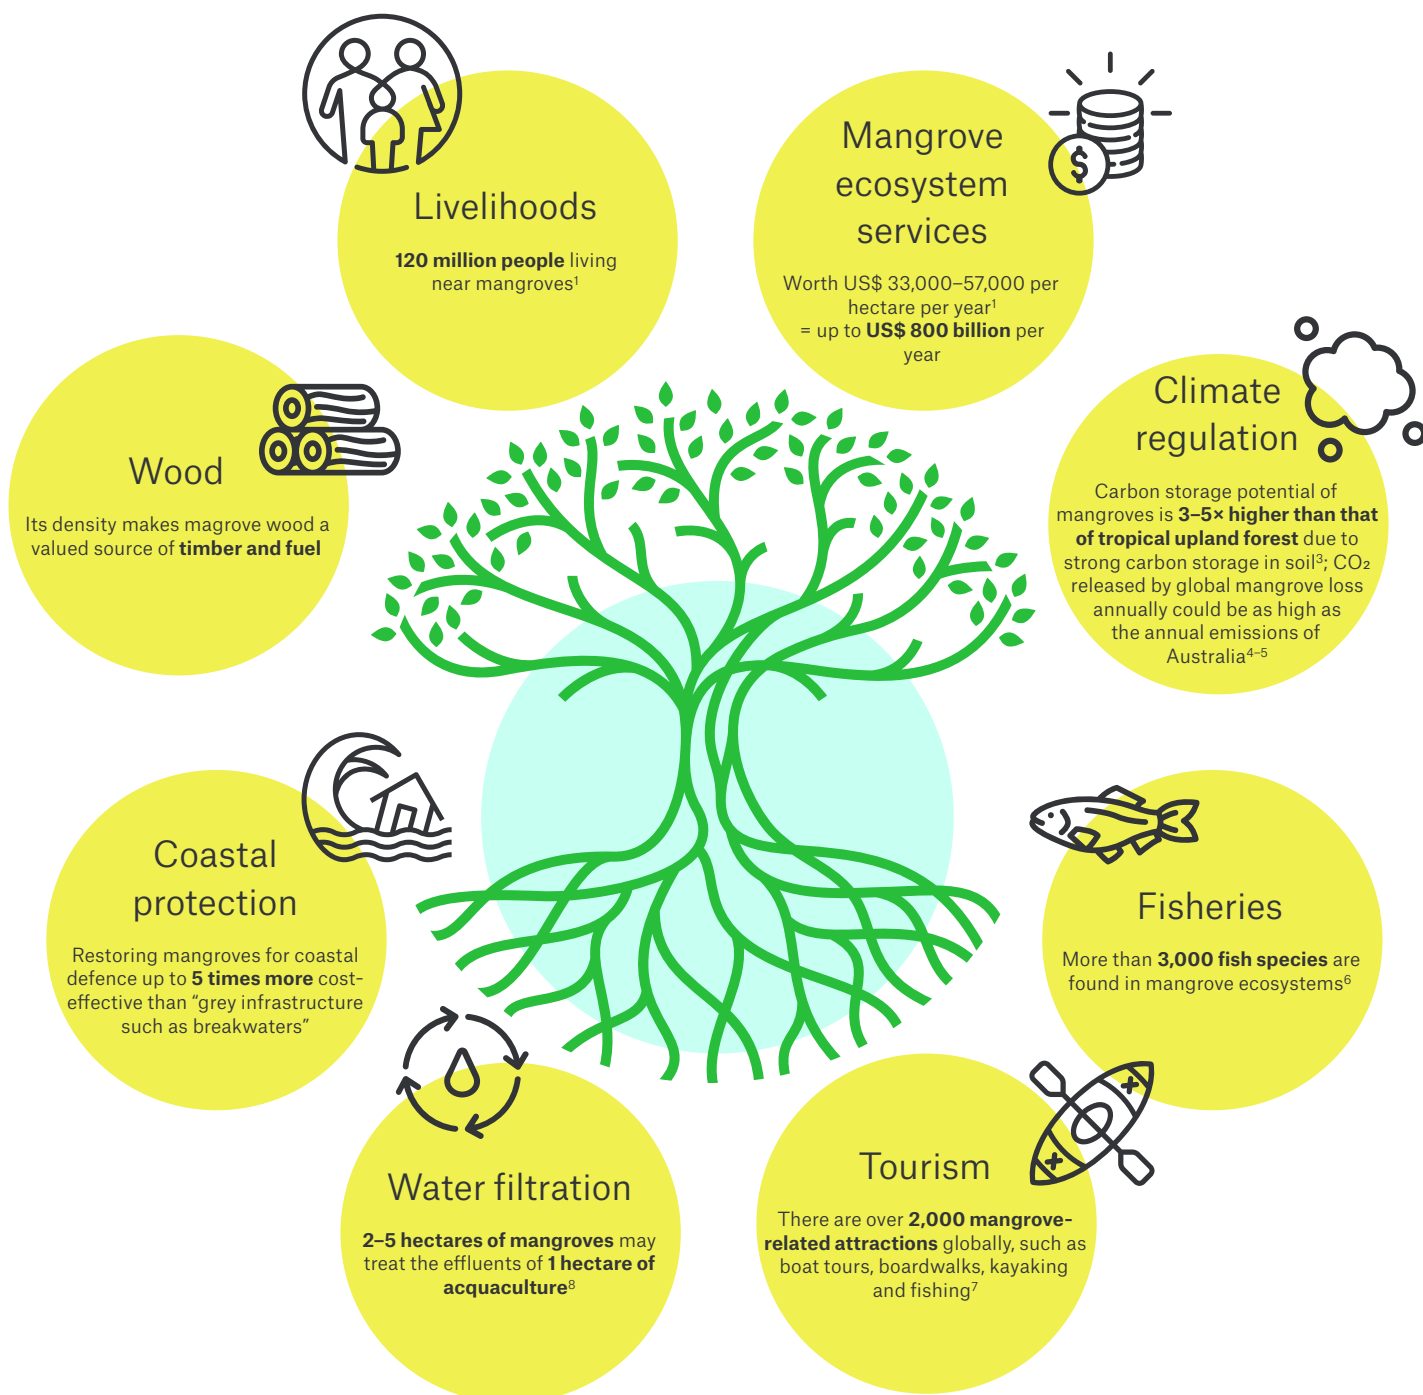 Livelihoods
120 million people living
near mangroves¹
Mangrove
ecosystem
services
Worth US$ 33,000–57,000 per
hectare per year¹
= up to US$ 800 billion per
year
Climate
regulation
Carbon storage potential of
mangroves is 3–5× higher than that
of tropical upland forest due to
strong carbon storage in soil³; CO₂
released by global mangrove loss
annually could be as high as
the annual emissions of
Australia⁴⁻⁵
Wood
Its density makes magrove wood a
valued source of timber and fuel
Coastal
protection
Restoring mangroves for coastal
defence up to 5 times more cost-
effective than “grey infrastructure
such as breakwaters”
Fisheries
More than 3,000 fish species are
found in mangrove ecosystems⁶
Water filtration
2–5 hectares of mangroves may
treat the effluents of 1 hectare of
acquaculture⁸
Tourism
There are over 2,000 mangrove-
related attractions globally, such as
boat tours, boardwalks, kayaking
and fishing⁷
$